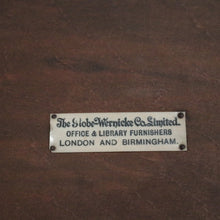 The Globe-Wernicke Co. Limited.
OFFICE & LIBRARY FURNISHERS
LONDON AND BIRMINGHAM.